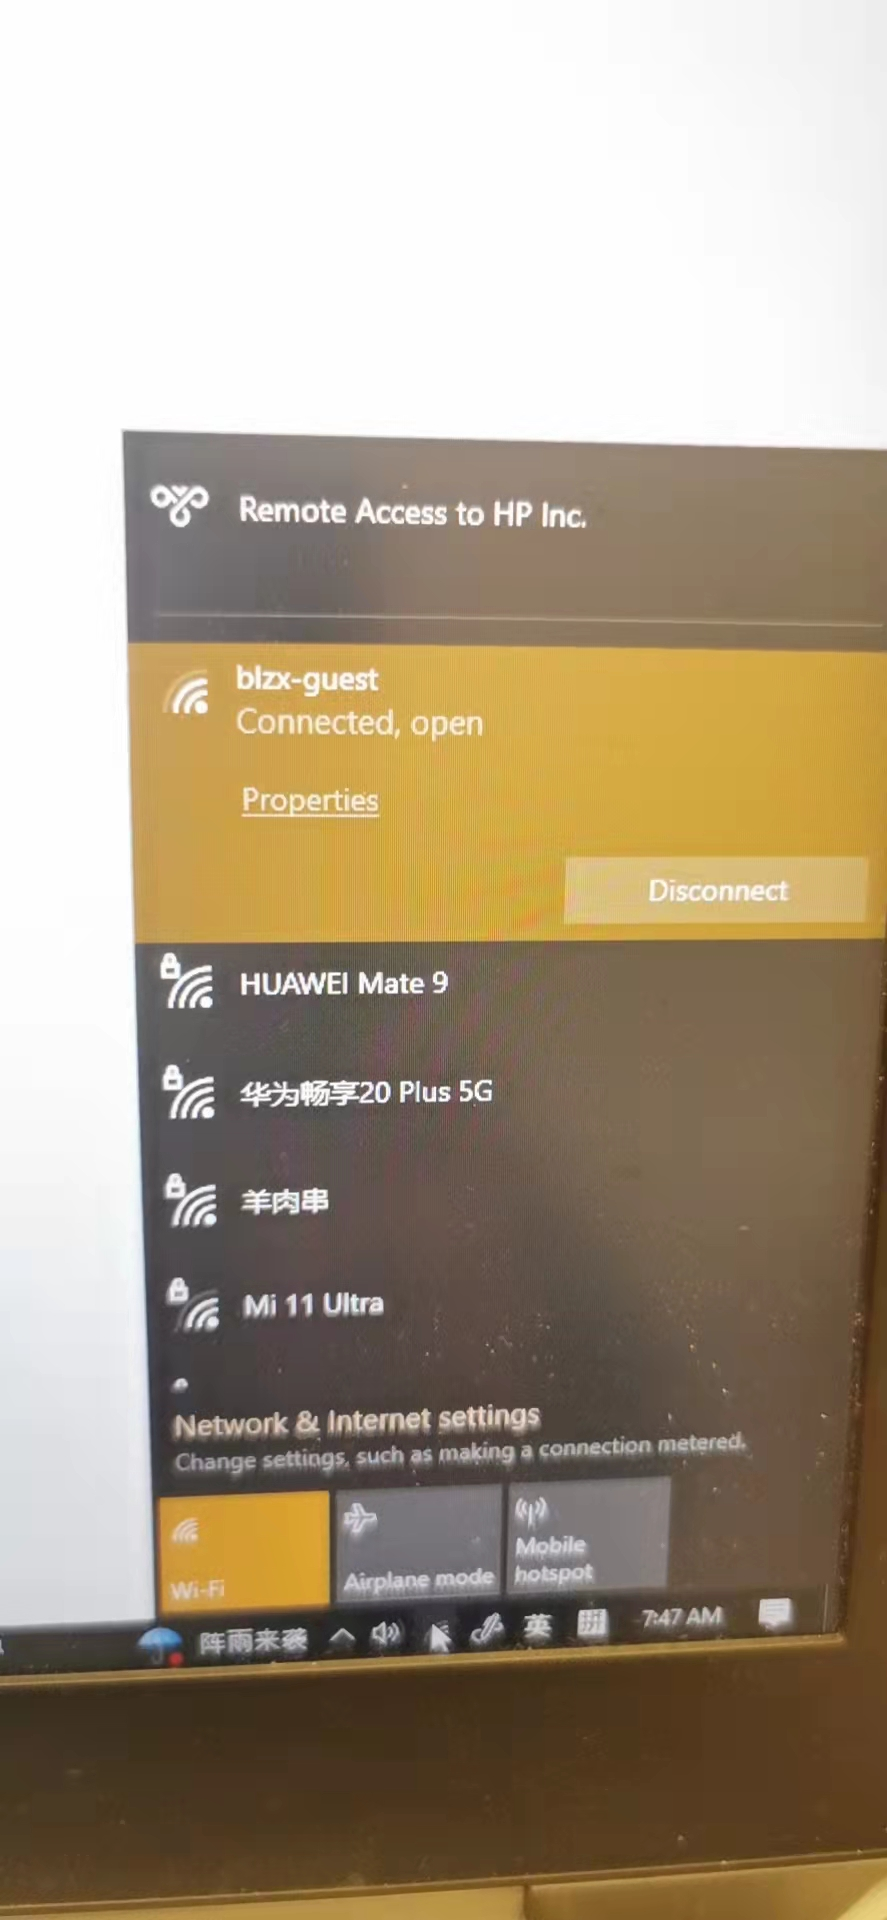 Remote Access to HP Inc.
blzx-guest
Connected, open
Properties
Disconnect
HUAWEI Mate 9
华为畅享20 Plus 5G
羊肉串
Mi 11 Ultra
Network & Internet settings
Change settings, such as making a connection metered.
Wi-Fi
Airplane mode
Mobile
hotspot
阵雨来袭
英
拼
7:47 AM